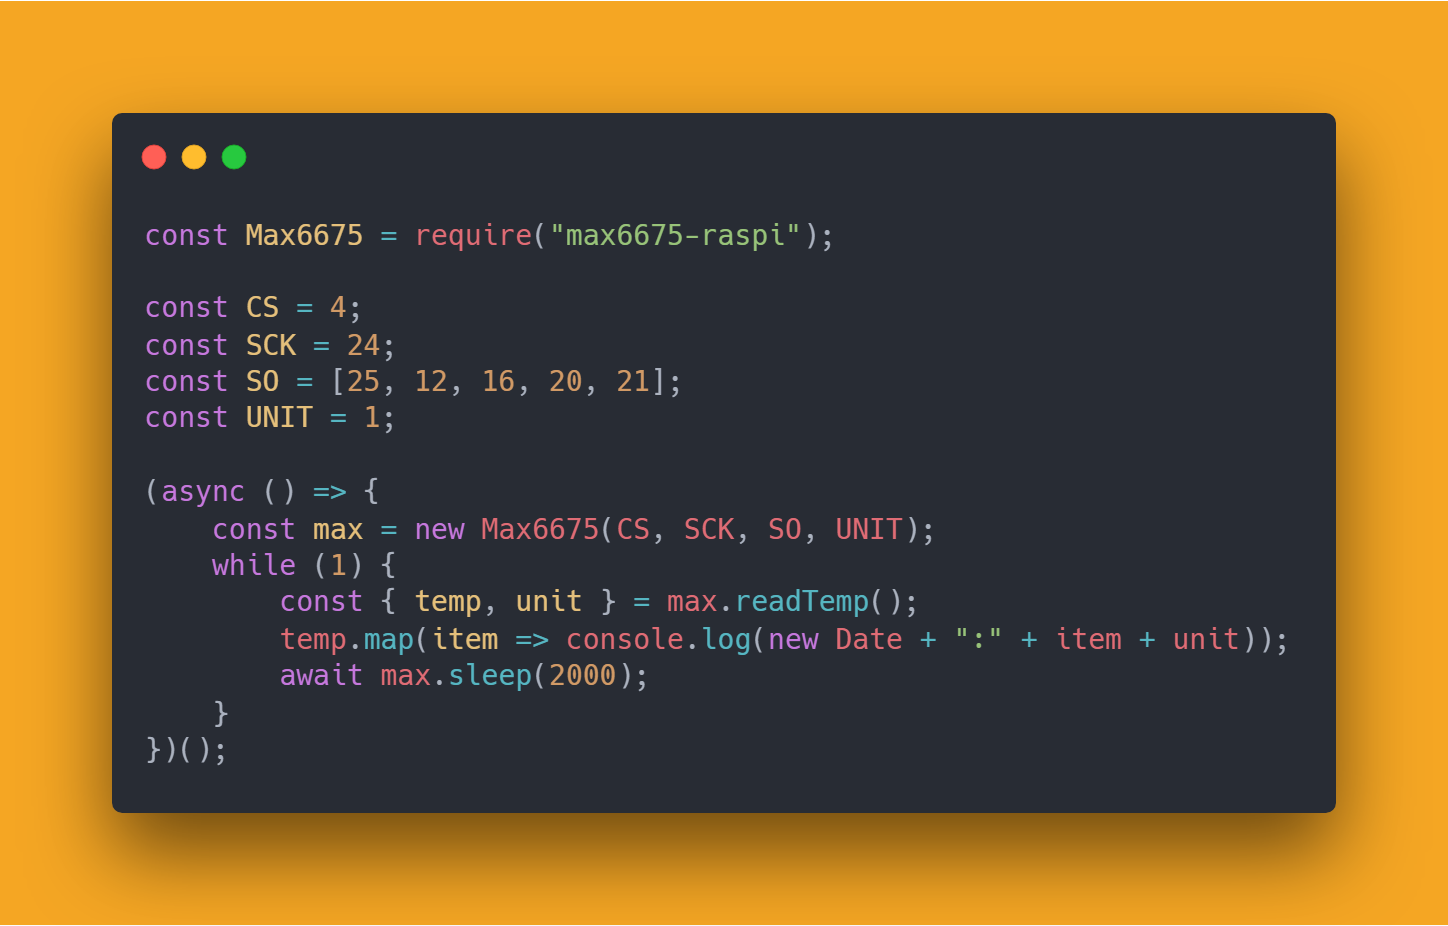 const Max6675 = require("max6675-raspi");

const CS = 4;
const SCK = 24;
const SO = [25, 12, 16, 20, 21];
const UNIT = 1;

(async () => {
    const max = new Max6675(CS, SCK, SO, UNIT);
    while (1) {
        const { temp, unit } = max.readTemp();
        temp.map(item => console.log(new Date + ":" + item + unit));
        await max.sleep(2000);
    }
})();